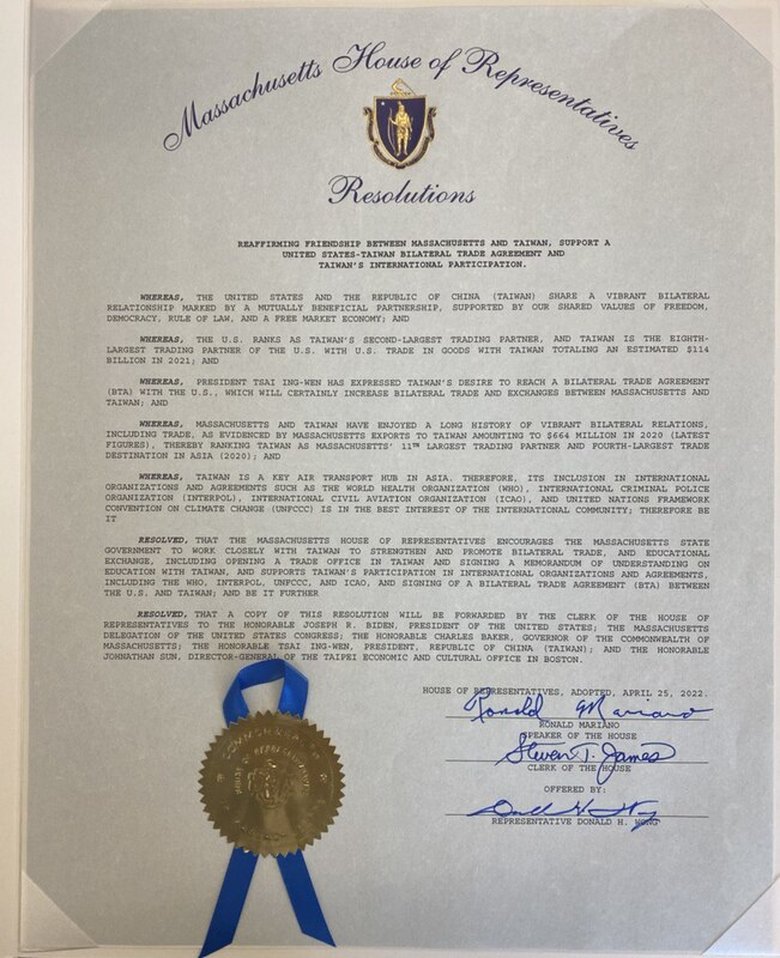 Massachusetts House of Representatives
Resolutions
REAFFIRMING FRIENDSHIP BETWEEN MASSACHUSETTS AND TAIWAN, SUPPORT A
UNITED STATES-TAIWAN BILATERAL TRADE AGREEMENT AND
TAIWAN'S INTERNATIONAL PARTICIPATION.
WHEREAS, THE UNITED STATES AND THE REPUBLIC OF CHINA (TAIWAN) SHARE A VIBRANT BILATERAL
RELATIONSHIP MARKED BY A MUTUALLY BENEFICIAL PARTNERSHIP, SUPPORTED BY OUR SHARED VALUES OF FREEDOM,
DEMOCRACY, RULE OF LAW, AND A FREE MARKET ECONOMY; AND
WHEREAS, THE U.S. RANKS AS TAIWAN'S SECOND-LARGEST TRADING PARTNER, AND TAIWAN IS THE EIGHTH-
LARGEST TRADING PARTNER OF THE U.S. WITH U.S. TRADE IN GOODS WITH TAIWAN TOTALING AN ESTIMATED $114
BILLION IN 2021; AND
WHEREAS, PRESIDENT TSAI ING-WEN HAS EXPRESSED TAIWAN'S DESIRE TO REACH A BILATERAL TRADE AGREEMENT
(BTA) WITH THE U.S., WHICH WILL CERTAINLY INCREASE BILATERAL TRADE AND EXCHANGES BETWEEN MASSACHUSETTS AND
TAIWAN; AND
WHEREAS, MASSACHUSETTS AND TAIWAN HAVE ENJOYED A LONG HISTORY OF VIBRANT BILATERAL RELATIONS,
INCLUDING TRADE, AS EVIDENCED BY MASSACHUSETTS EXPORTS TO TAIWAN AMOUNTING TO $664 MILLION IN 2020 (LATEST
FIGURES), THEREBY RANKING TAIWAN AS MASSACHUSETTS' 11TH LARGEST TRADING PARTNER AND FOURTH-LARGEST TRADE
DESTINATION IN ASIA (2020); AND
WHEREAS, TAIWAN IS A KEY AIR TRANSPORT HUB IN ASIA. THEREFORE, ITS INCLUSION IN INTERNATIONAL
ORGANIZATIONS AND AGREEMENTS SUCH AS THE WORLD HEALTH ORGANIZATION (WHO), INTERNATIONAL CRIMINAL POLICE
ORGANIZATION (INTERPOL), INTERNATIONAL CIVIL AVIATION ORGANIZATION (ICAO), AND UNITED NATIONS FRAMEWORK
CONVENTION ON CLIMATE CHANGE (UNFCCC) IS IN THE BEST INTEREST OF THE INTERNATIONAL COMMUNITY; THEREFORE BE
IT
RESOLVED, THAT THE MASSACHUSETTS HOUSE OF REPRESENTATIVES ENCOURAGES THE MASSACHUSETTS STATE
GOVERNMENT TO WORK CLOSELY WITH TAIWAN TO STRENGTHEN AND PROMOTE BILATERAL TRADE, AND EDUCATIONAL
EXCHANGE, INCLUDING OPENING A TRADE OFFICE IN TAIWAN AND SIGNING A MEMORANDUM OF UNDERSTANDING ON
EDUCATION WITH TAIWAN, AND SUPPORTS TAIWAN'S PARTICIPATION IN INTERNATIONAL ORGANIZATIONS AND AGREEMENTS,
INCLUDING THE WHO, INTERPOL, UNFCCC, AND ICAO, AND SIGNING OF A BILATERAL TRADE AGREEMENT (BTA) BETWEEN
THE U.S. AND TAIWAN; AND BE IT FURTHER
RESOLVED, THAT A COPY OF THIS RESOLUTION WILL BE FORWARDED BY THE CLERK OF THE HOUSE OF
REPRESENTATIVES TO THE HONORABLE JOSEPH R. BIDEN, PRESIDENT OF THE UNITED STATES; THE MASSACHUSETTS
DELEGATION OF THE UNITED STATES CONGRESS; THE HONORABLE CHARLES BAKER, GOVERNOR OF THE COMMONWEALTH OF
MASSACHUSETTS; THE HONORABLE TSAI ING-WEN, PRESIDENT, REPUBLIC OF CHINA (TAIWAN); AND THE HONORABLE
JOHNATHAN SUN, DIRECTOR-GENERAL OF THE TAIPEI ECONOMIC AND CULTURAL OFFICE IN BOSTON.
HOUSE OF REPRESENTATIVES, ADOPTED, APRIL 25, 2022.
Ronald Mariano
RONALD MARIANO
SPEAKER OF THE HOUSE
Steven T. James
CLERK OF THE HOUSE
OFFERED BY:
REPRESENTATIVE DONALD H. WONG